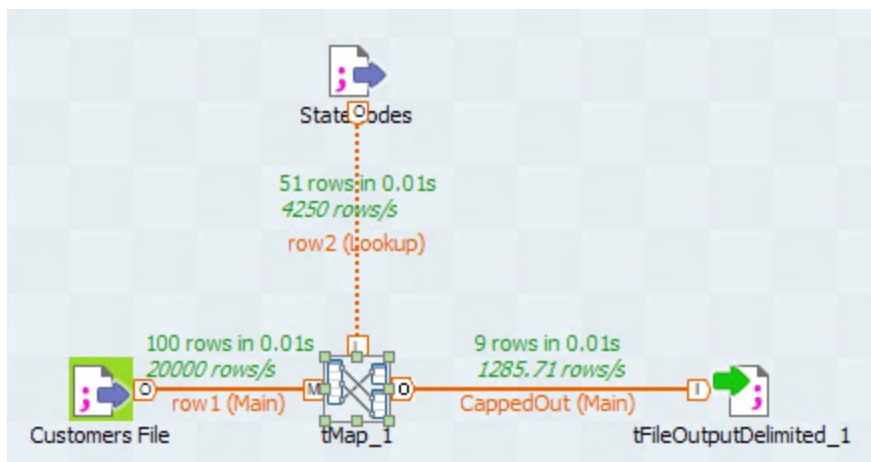 StateCodes
51 rows in 0.01s
4250 rows/s
row2 (Lookup)
100 rows in 0.01s
20000 rows/s
row1 (Main)
9 rows in 0.01s
1285.71 rows/s
CappedOut (Main)
O
L
O
M
O
I
Customers File
tMap_1
tFileOutputDelimited_1